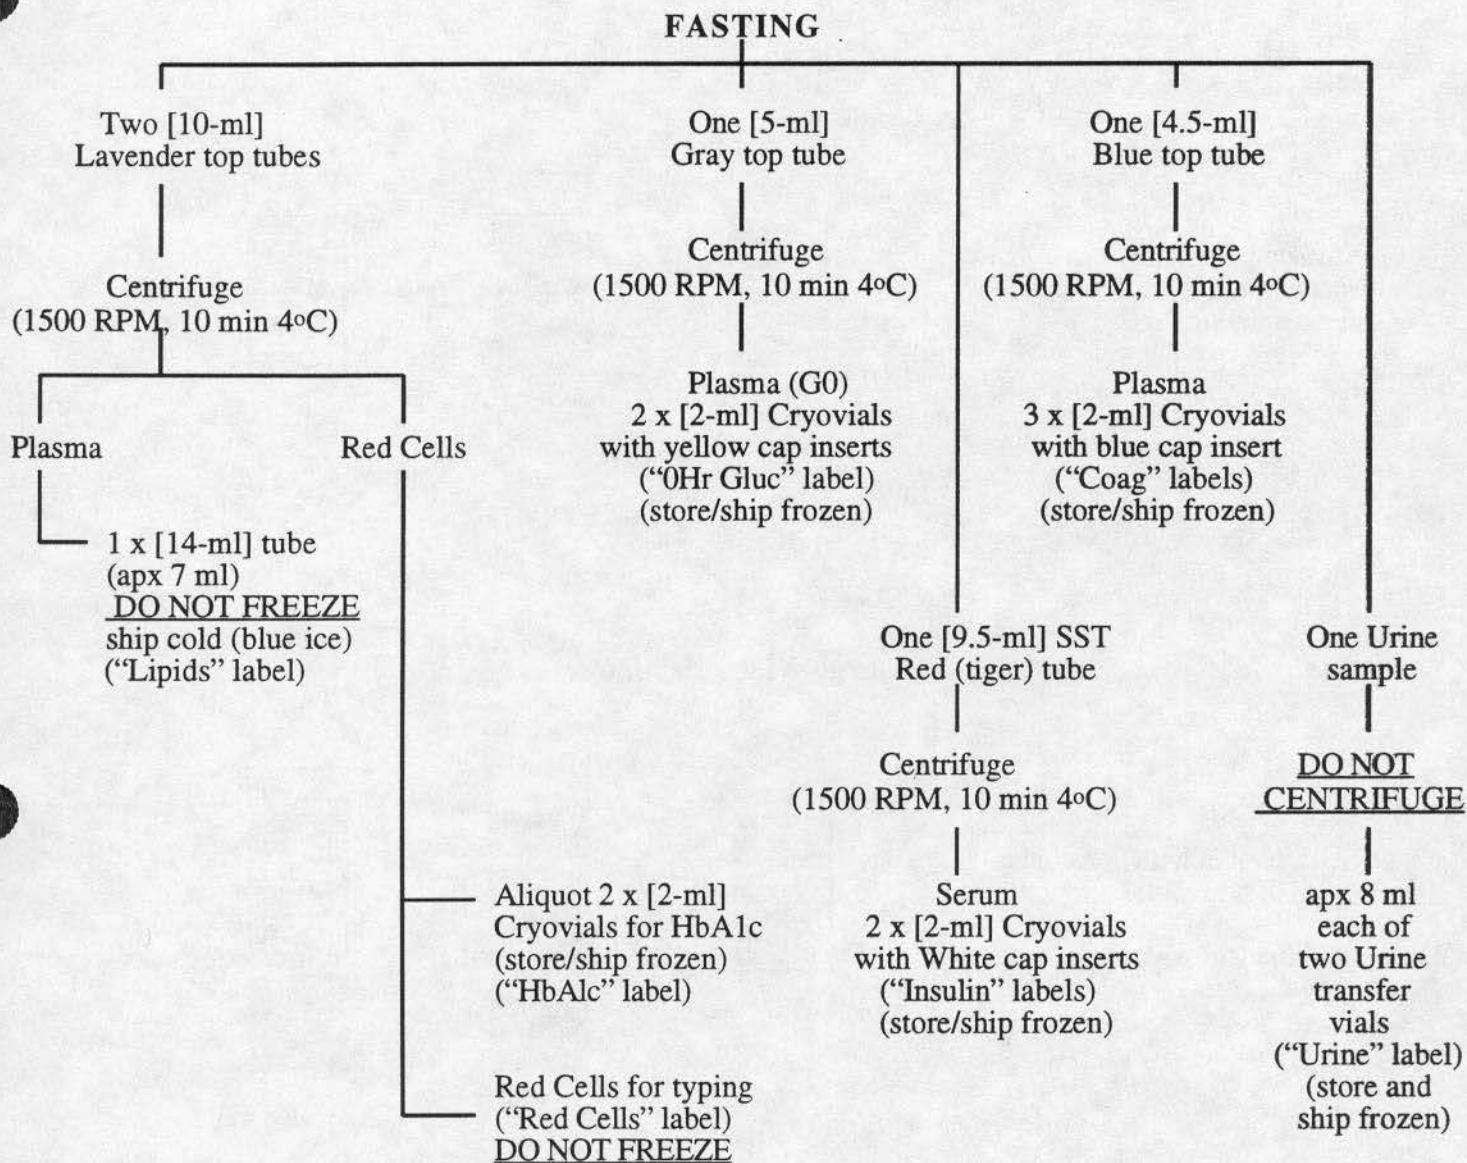 FASTING
Two [10-ml]
Lavender top tubes
Centrifuge
(1500 RPM, 10 min 4oC)
Plasma
1 x [14-ml] tube
(apx 7 ml)
DO NOT FREEZE
ship cold (blue ice)
("Lipids" label)
Red Cells
Aliquot 2 x [2-ml]
Cryovials for HbA1c
(store/ship frozen)
("HbAlc" label)
Red Cells for typing
("Red Cells" label)
DO NOT FREEZE
One [5-ml]
Gray top tube
Centrifuge
(1500 RPM, 10 min 4oC)
Plasma (G0)
2 x [2-ml] Cryovials
with yellow cap inserts
("0Hr Gluc" label)
(store/ship frozen)
One [9.5-ml] SST
Red (tiger) tube
Centrifuge
(1500 RPM, 10 min 4oC)
Serum
2 x [2-ml] Cryovials
with White cap inserts
("Insulin" labels)
(store/ship frozen)
One [4.5-ml]
Blue top tube
Centrifuge
(1500 RPM, 10 min 4oC)
Plasma
3 x [2-ml] Cryovials
with blue cap insert
("Coag" labels)
(store/ship frozen)
One Urine
sample
DO NOT
CENTRIFUGE
apx 8 ml
each of
two Urine
transfer
vials
("Urine" label)
(store and
ship frozen)